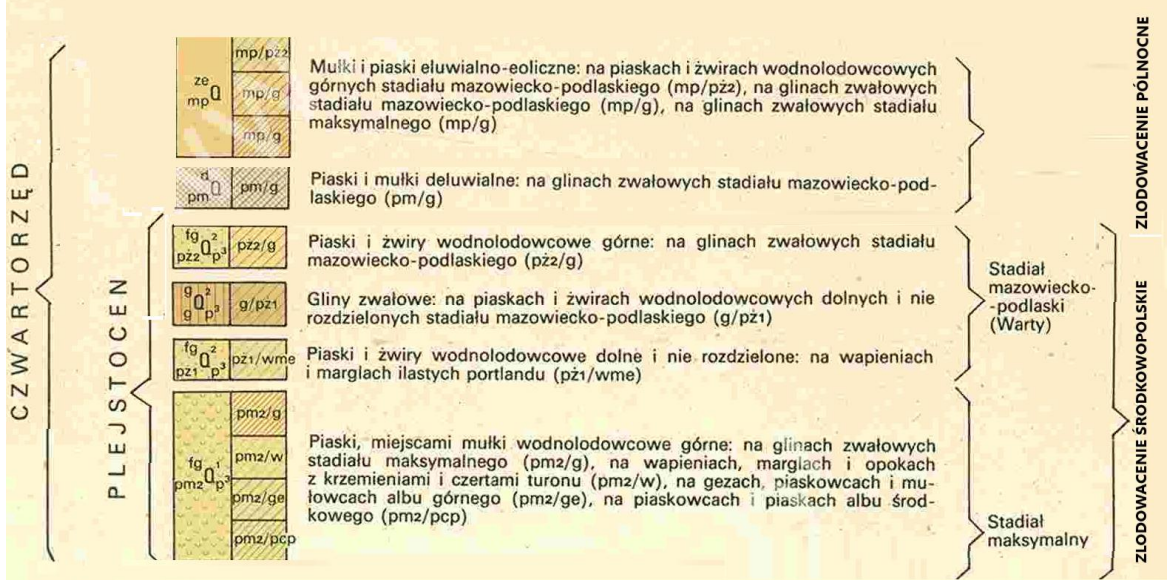 CZWARTORZĘD
PLEJSTOCEN
ze
mpQ
mp/pż2
mp/g
mp/g
Mułki i piaski eluwialno-eoliczne: na piaskach i żwirach wodnolodowcowych
górnych stadiału mazowiecko-podlaskiego (mp/pż2), na glinach zwałowych
stadiału mazowiecko-podlaskiego (mp/g), na glinach zwałowych stadiału
maksymalnego (mp/g)
d
pmQ
pm/g
Piaski i mułki deluwialne: na glinach zwałowych stadiału mazowiecko-pod-
laskiego (pm/g)
fg 2
pż2Qp3
pż2/g
Piaski i żwiry wodnolodowcowe górne: na glinach zwałowych stadiału
mazowiecko-podlaskiego (pż2/g)
g 2
gQp3
g/pż1
Gliny zwałowe: na piaskach i żwirach wodnolodowcowych dolnych i nie
rozdzielonych stadiału mazowiecko-podlaskiego (g/pż1)
fg 2
pż1Qp3
pż1/wme
Piaski i żwiry wodnolodowcowe dolne i nie rozdzielone: na wapieniach
i marglach ilastych portlandu (pż1/wme)
fg 1
pm2Qp3
pm2/g
pm2/w
pm2/ge
pm2/pcp
Piaski, miejscami mułki wodnolodowcowe górne: na glinach zwałowych
stadiału maksymalnego (pm2/g), na wapieniach, marglach i opokach
z krzemieniami i czertami turonu (pm2/w), na gezach, piaskowcach i mu-
łowcach albu górnego (pm2/ge), na piaskowcach i piaskach albu środ-
kowego (pm2/pcp)
Stadiał
mazowiecko-
-podlaski
(Warty)
Stadiał
maksymalny
ZLODOWACENIE PÓŁNOCNE
ZLODOWACENIE ŚRODKOWOPOLSKIE